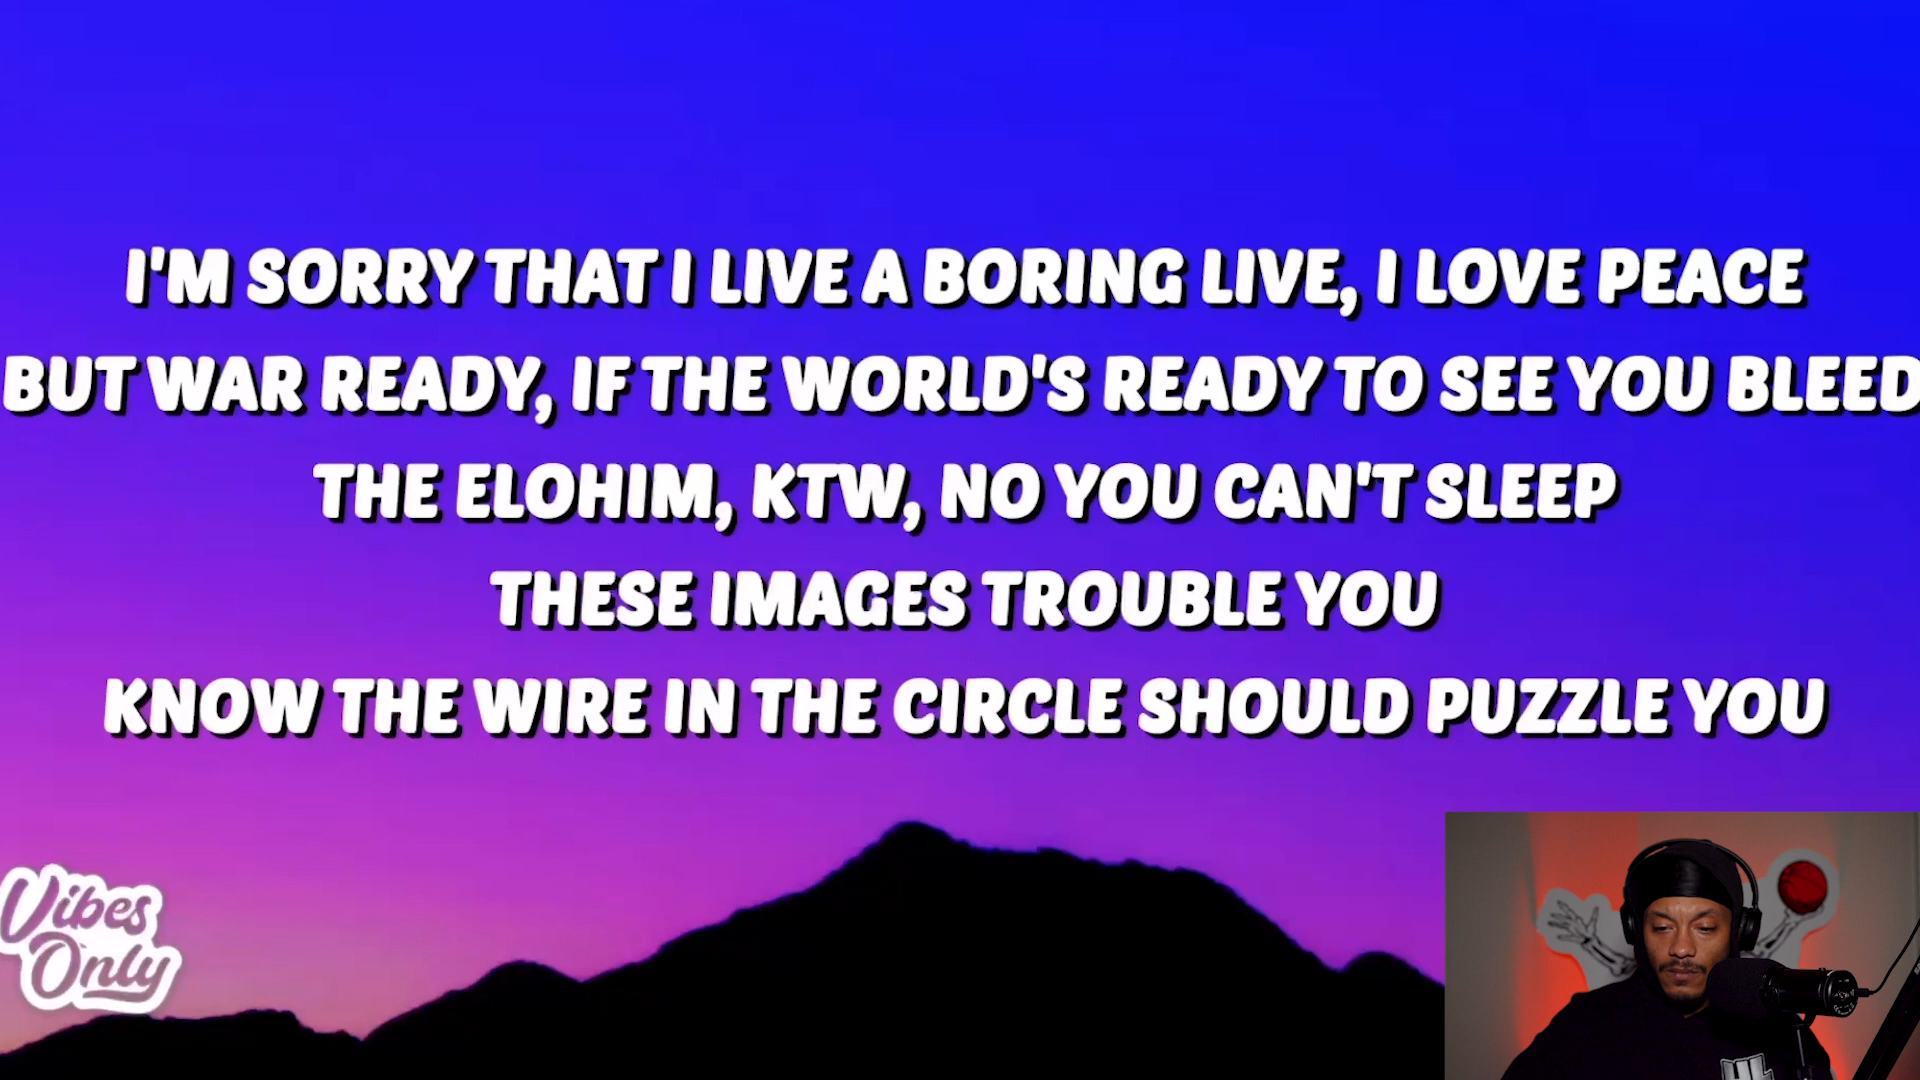 I'M SORRY THAT I LIVE A BORING LIVE, I LOVE PEACE
BUT WAR READY, IF THE WORLD'S READY TO SEE YOU BLEED
THE ELOHIM, KTW, NO YOU CAN'T SLEEP
THESE IMAGES TROUBLE YOU
KNOW THE WIRE IN THE CIRCLE SHOULD PUZZLE YOU
Vibes
Only